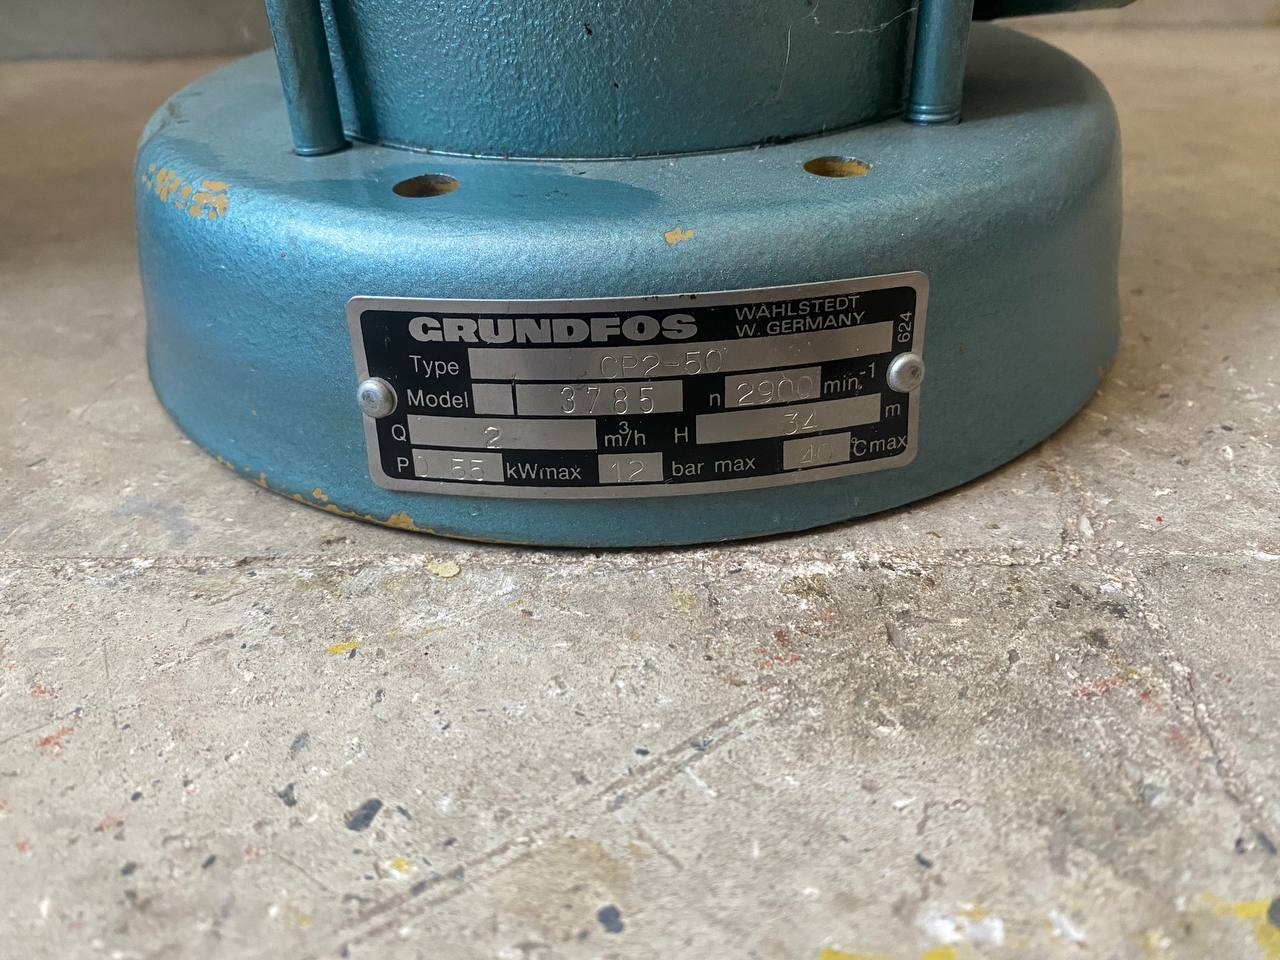 GRUNDFOS WAHLSTEDT
W. GERMANY
624
Type CP2-50
Model 3785 n 2900 min.-1
Q 2 m3/h H 34 m
P 0.55 kW max 12 bar max 40 °C max